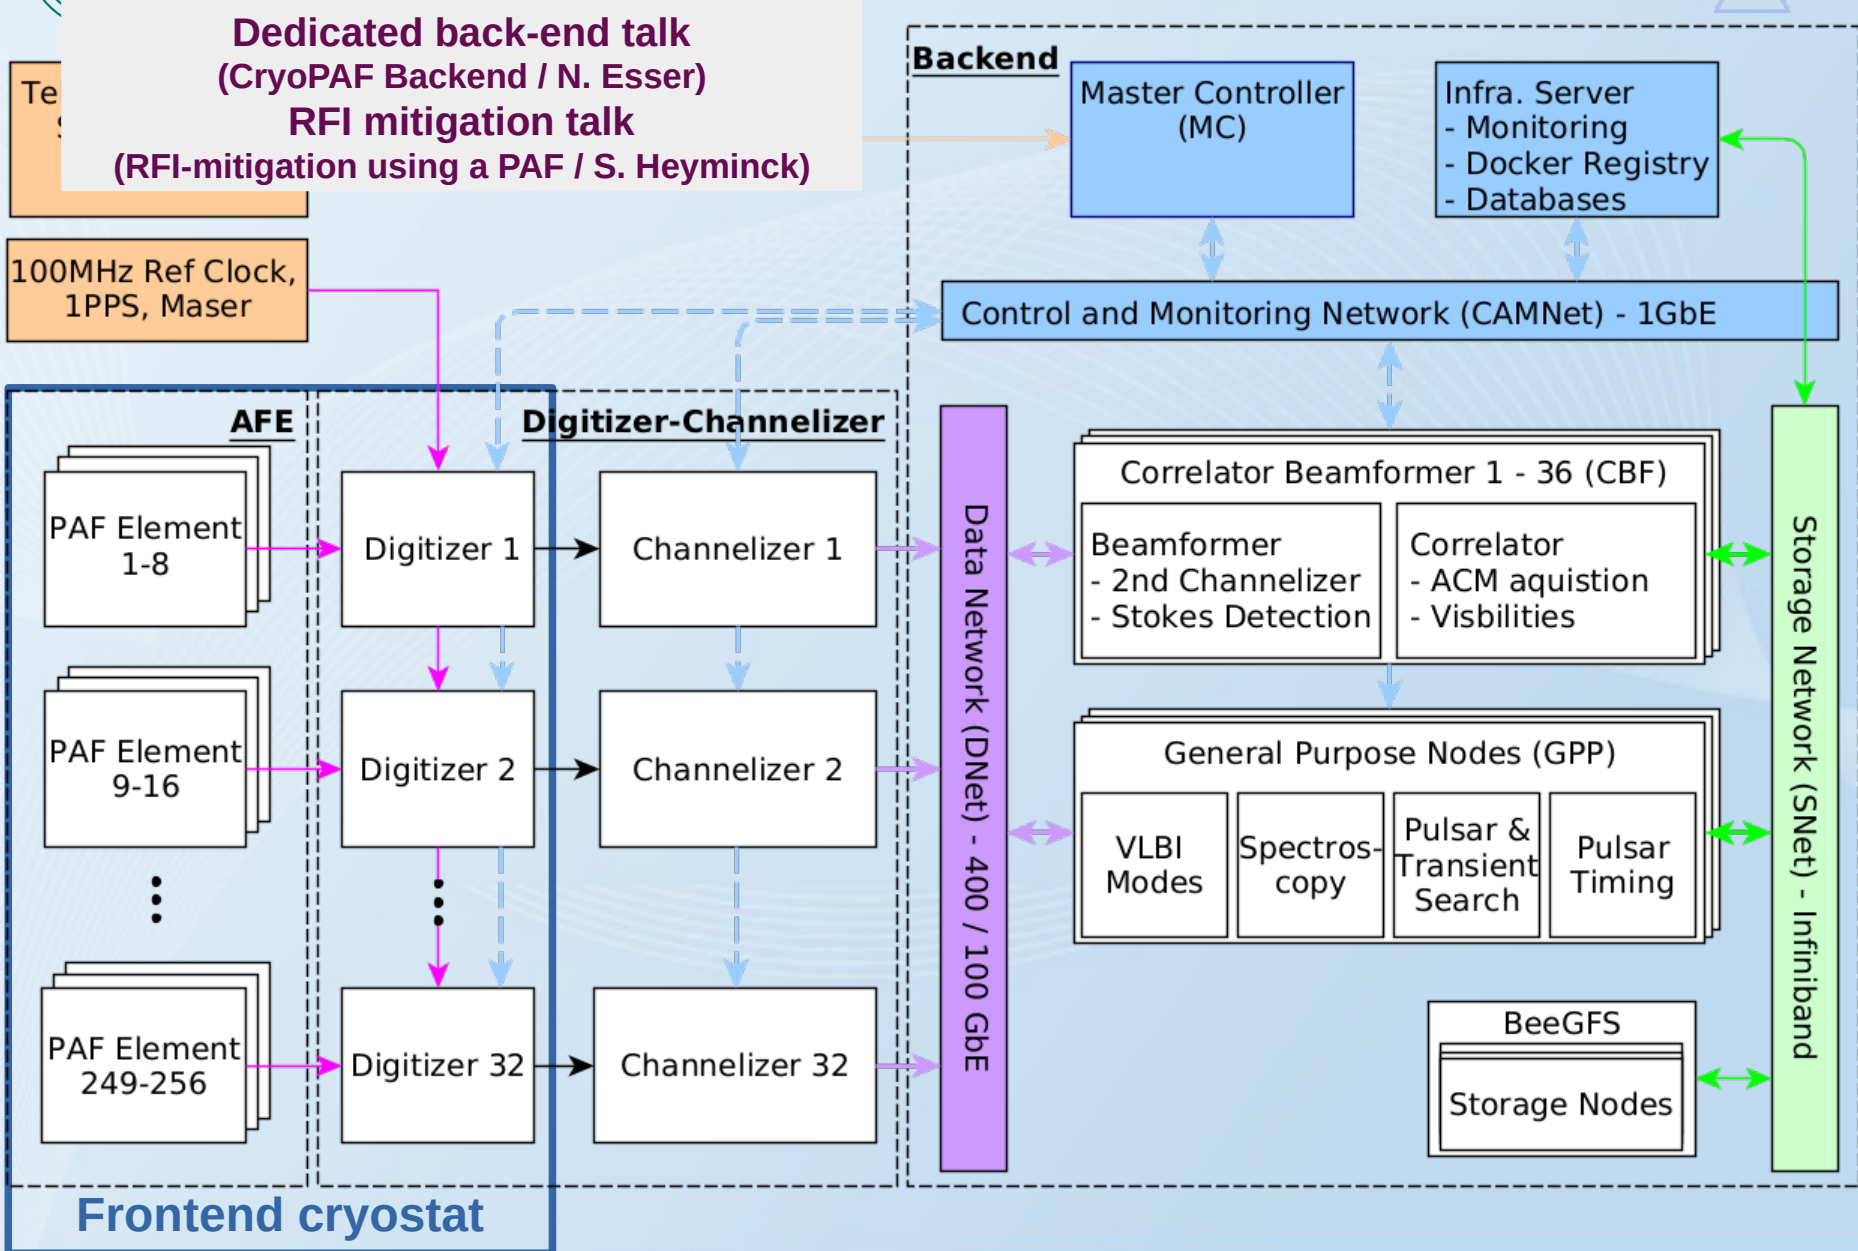 Dedicated back-end talk
(CryoPAF Backend / N. Esser)
RFI mitigation talk
(RFI-mitigation using a PAF / S. Heyminck)
Backend
Master Controller
(MC)
Infra. Server
- Monitoring
- Docker Registry
- Databases
100MHz Ref Clock,
1PPS, Maser
Control and Monitoring Network (CAMNet) - 1GbE
AFE
Digitizer-Channelizer
PAF Element
1-8
Digitizer 1
Channelizer 1
PAF Element
9-16
Digitizer 2
Channelizer 2
PAF Element
249-256
Digitizer 32
Channelizer 32
Data Network (DNet) - 400 / 100 GbE
Correlator Beamformer 1 - 36 (CBF)
Beamformer
- 2nd Channelizer
- Stokes Detection
Correlator
- ACM aquistion
- Visbilities
General Purpose Nodes (GPP)
VLBI
Modes
Spectros-
copy
Pulsar &
Transient
Search
Pulsar
Timing
BeeGFS
Storage Nodes
Storage Network (SNet) - Infiniband
Frontend cryostat